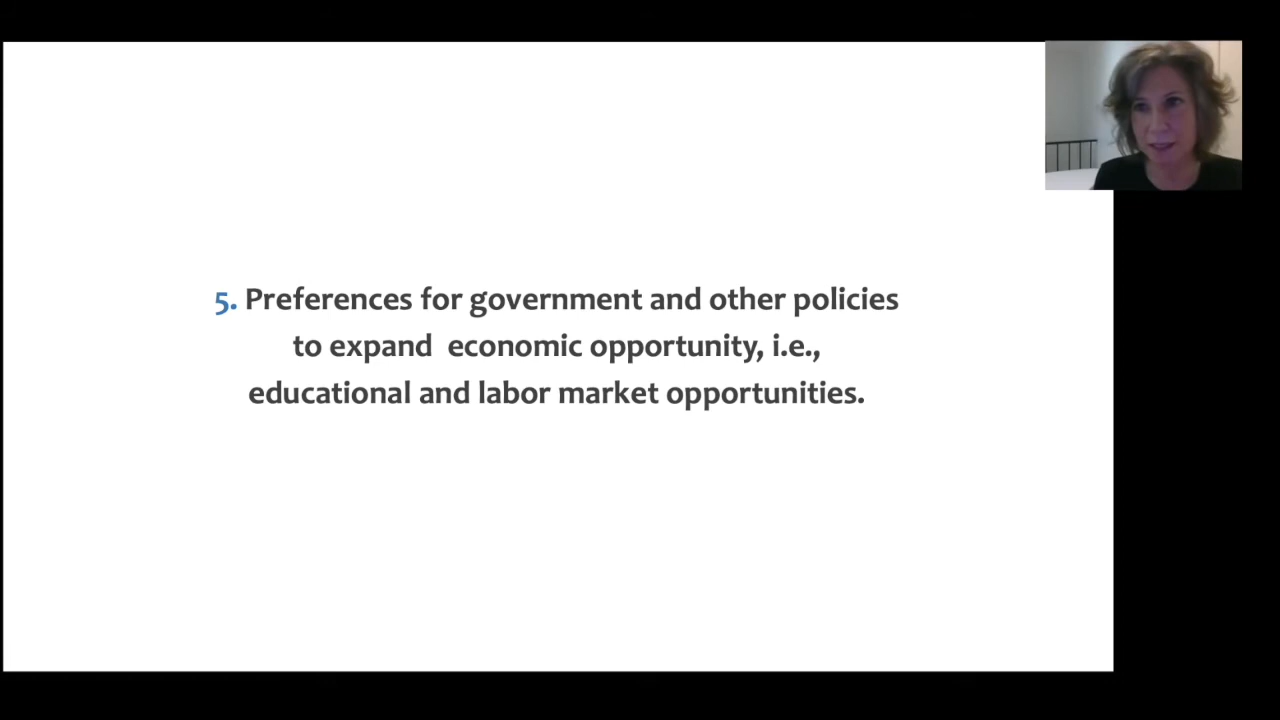 5. Preferences for government and other policies
to expand  economic opportunity, i.e.,
educational and labor market opportunities.